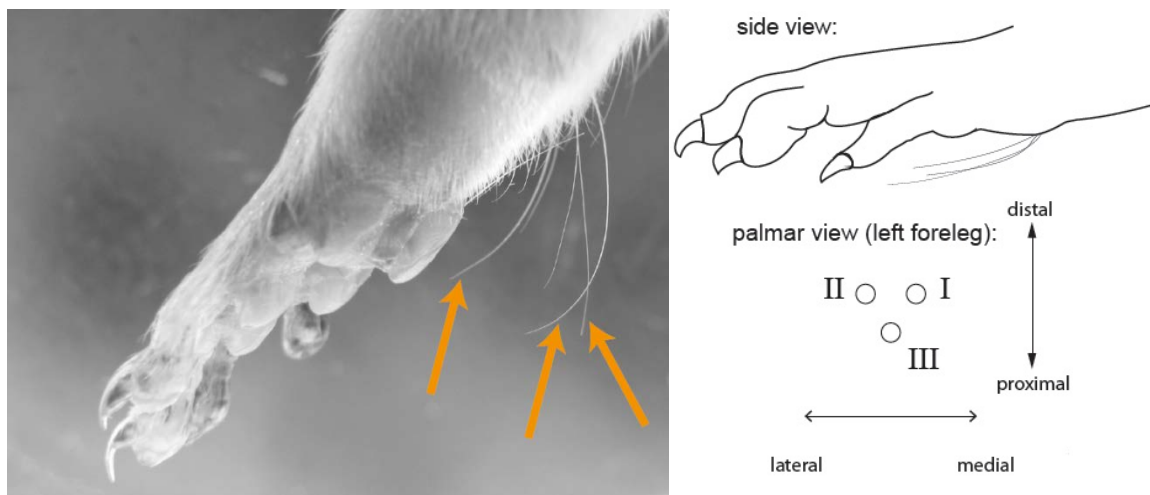 side view:
distal
palmar view (left foreleg):
II
I
III
proximal
lateral
medial